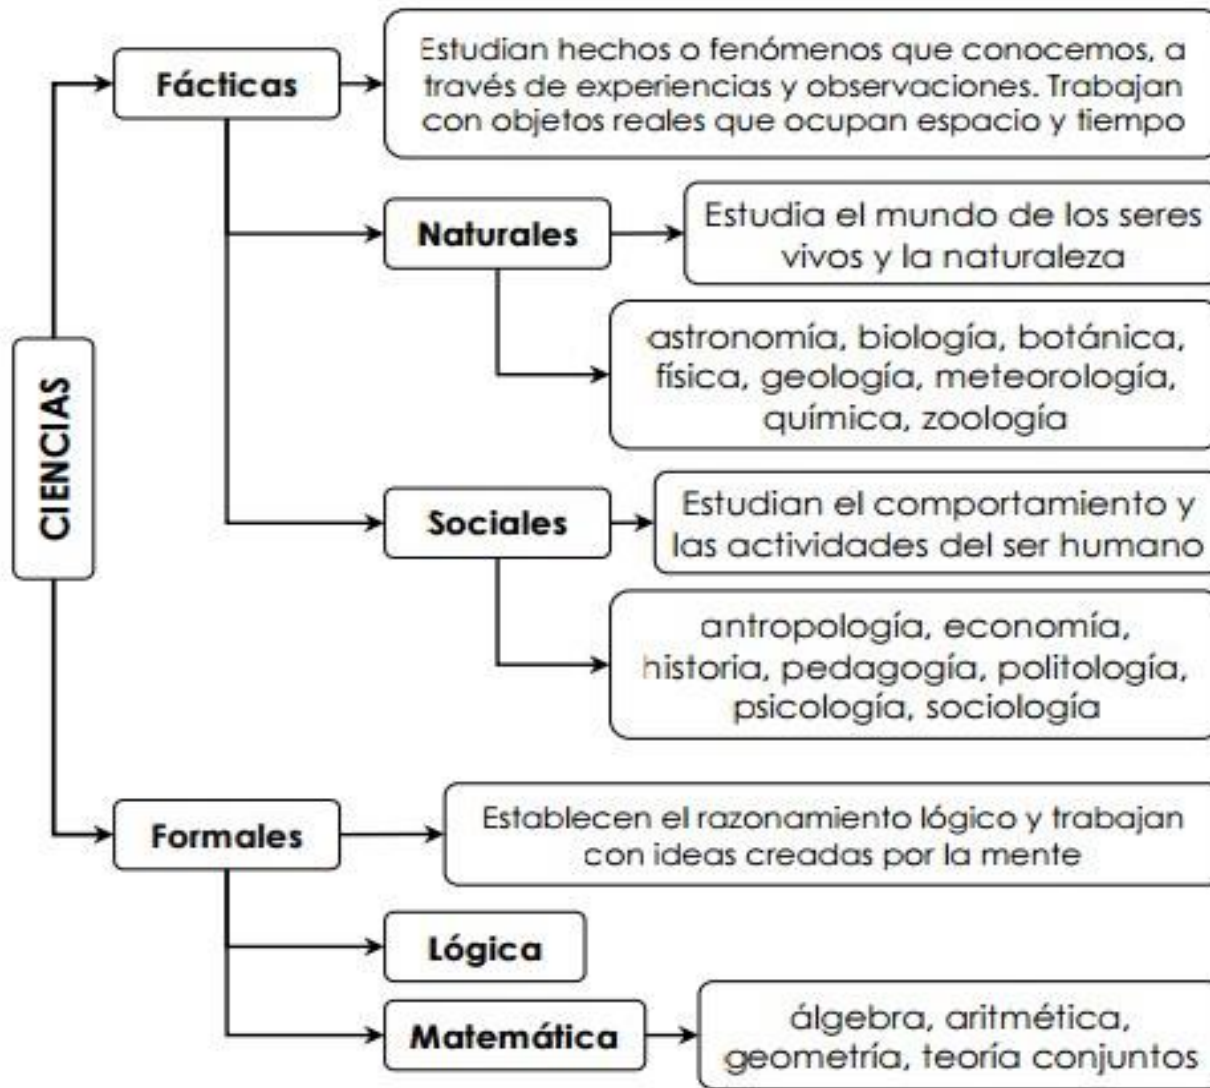 CIENCIAS
Fácticas
Estudian hechos o fenómenos que conocemos, a
través de experiencias y observaciones. Trabajan
con objetos reales que ocupan espacio y tiempo
Naturales
Estudia el mundo de los seres
vivos y la naturaleza
astronomía, biología, botánica,
física, geología, meteorología,
química, zoología
Sociales
Estudian el comportamiento y
las actividades del ser humano
antropología, economía,
historia, pedagogía, politología,
psicología, sociología
Formales
Establecen el razonamiento lógico y trabajan
con ideas creadas por la mente
Lógica
Matemática
álgebra, aritmética,
geometría, teoría conjuntos